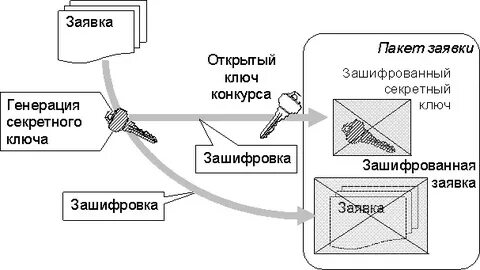 Заявка
Открытый
ключ
конкурса
Пакет заявки
Зашифрованный
секретный
ключ
Генерация
секретного
ключа
Зашифровка
Зашифрованная
заявка
Зашифровка
Заявка